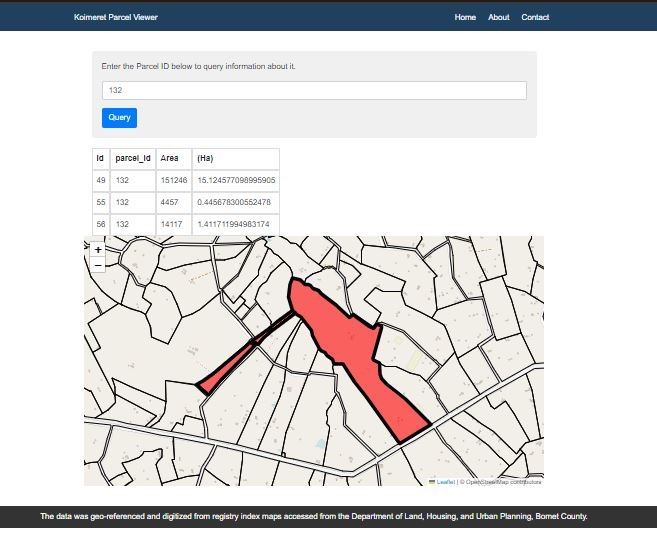 Koimeret Parcel Viewer
Home About Contact
Enter the Parcel ID below to query information about it.
132
Query
id parcel_id Area (Ha)
49 132 151246 15.124577098995905
55 132 4457 0.445678300552478
56 132 14117 1.411711994983174
+
−
Leaflet | © OpenStreetMap contributors
The data was geo-referenced and digitized from registry index maps accessed from the Department of Land, Housing, and Urban Planning, Bomet County.